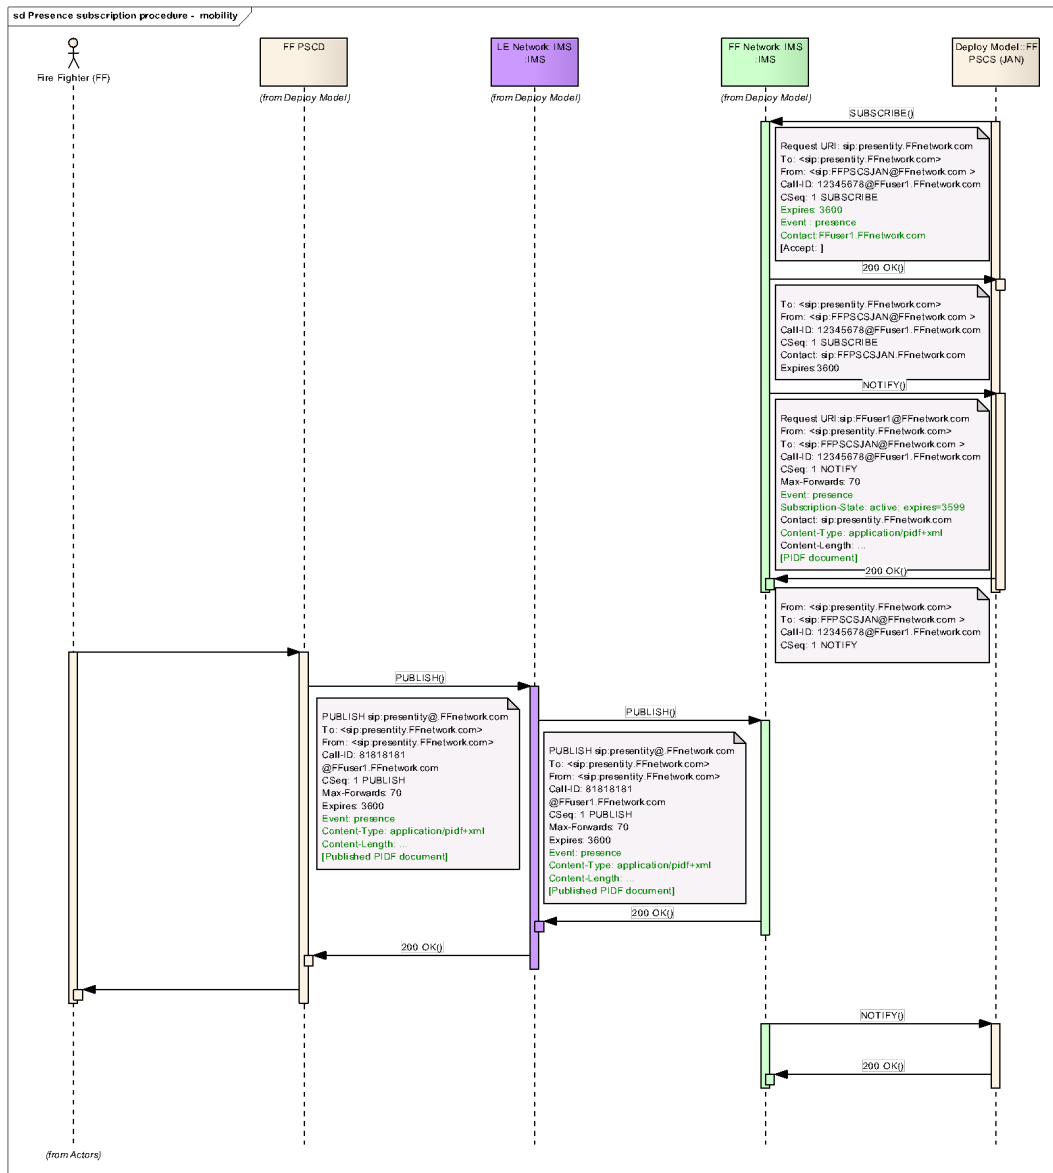 sd Presence subscription procedure - mobility
Fire Fighter (FF)
FF PSCD
(from Deploy Model)
LE Network: IMS
:IMS
(from Deploy Model)
FF Network: IMS
:IMS
(from Deploy Model)
Deploy Model::FF
PSCS (JAN)
SUBSCRIBE()
Request URI: sip:presentity.FFnetwork.com
To: <sip:presentity.FFnetwork.com>
From: <sip:FFPSCSJAN@FFnetwork.com >
Call-ID: 12345678@FFuser1.FFnetwork.com
CSeq: 1 SUBSCRIBE
Expires: 3600
Event : presence
Contact:FFuser1.FFnetwork.com
[Accept: ]
200 OK()
To: <sip:presentity.FFnetwork.com>
From: <sip:FFPSCSJAN@FFnetwork.com >
Call-ID: 12345678@FFuser1.FFnetwork.com
CSeq: 1 SUBSCRIBE
Contact: sip:FFPSCSJAN.FFnetwork.com
Expires:3600
NOTIFY()
Request URI:sip:FFuser1@FFnetwork.com
From: <sip:presentity.FFnetwork.com>
To: <sip:FFPSCSJAN@FFnetwork.com >
Call-ID: 12345678@FFuser1.FFnetwork.com
CSeq: 1 NOTIFY
Max-Forwards: 70
Event: presence
Subscription-State: active; expires=3599
Contact: sip:presentity.FFnetwork.com
Content-Type: application/pidf+xml
Content-Length: ...
[PIDF document]
200 OK()
From: <sip:presentity.FFnetwork.com>
To: <sip:FFPSCSJAN@FFnetwork.com >
Call-ID: 12345678@FFuser1.FFnetwork.com
CSeq: 1 NOTIFY
PUBLISH()
PUBLISH sip:presentity@.FFnetwork.com
To: <sip:presentity.FFnetwork.com>
From: <sip:presentity.FFnetwork.com>
Call-ID: 81818181
@FFuser1.FFnetwork.com
CSeq: 1 PUBLISH
Max-Forwards: 70
Expires: 3600
Event: presence
Content-Type: application/pidf+xml
Content-Length: ...
[Published PIDF document]
PUBLISH()
PUBLISH sip:presentity@.FFnetwork.com
To: <sip:presentity.FFnetwork.com>
From: <sip:presentity.FFnetwork.com>
Call-ID: 81818181
@FFuser1.FFnetwork.com
CSeq: 1 PUBLISH
Max-Forwards: 70
Expires: 3600
Event: presence
Content-Type: application/pidf+xml
Content-Length: ...
[Published PIDF document]
200 OK()
200 OK()
NOTIFY()
200 OK()
(from Actors)